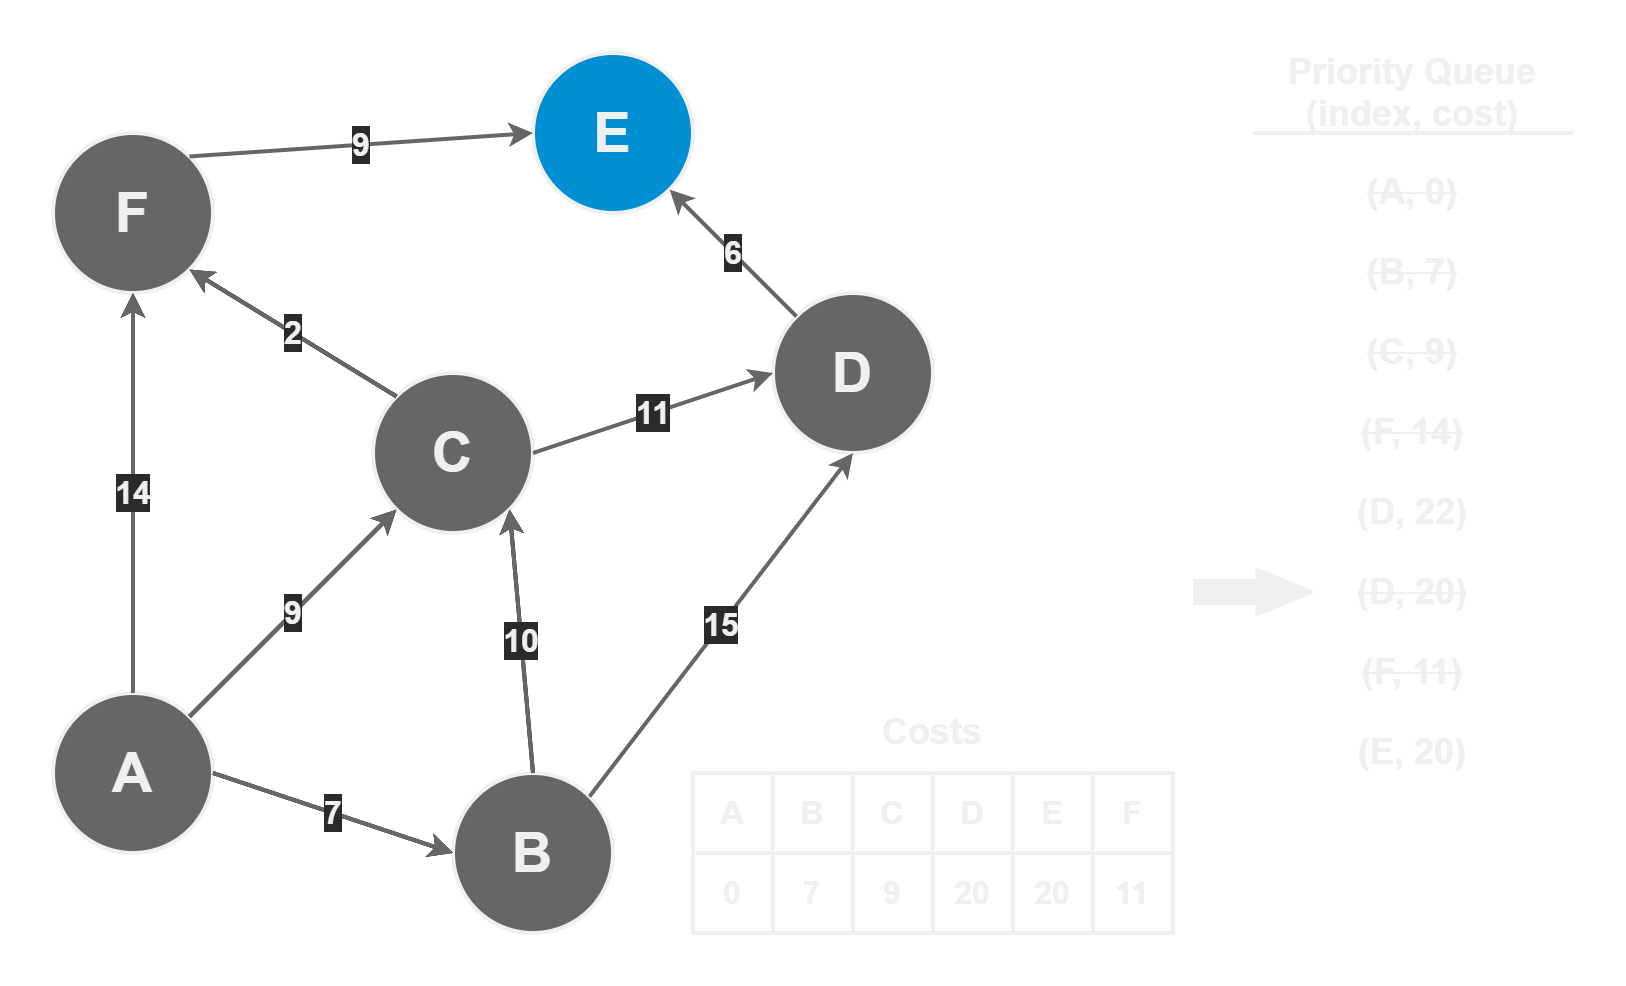 Priority Queue
(index, cost)
E
9
F
(A, 0)
6
(B, 7)
2
(C, 9)
D
11
(F, 14)
C
14
(D, 22)
9
10
15
(D, 20)
(F, 11)
Costs
(E, 20)
A
7
B
A B C D E F
0 7 9 20 20 11